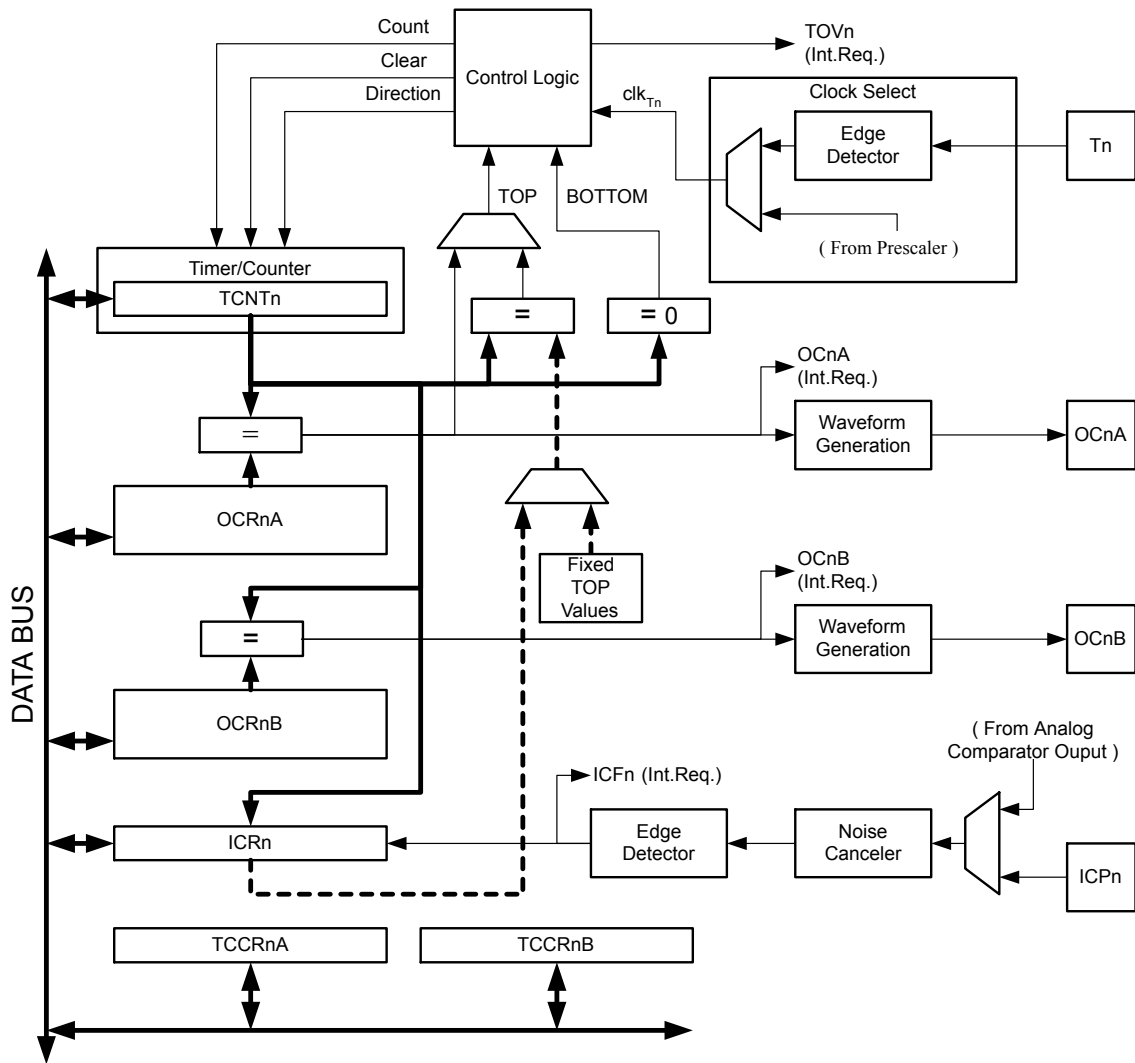 Count
Clear
Direction
Control Logic
TOVn
(Int.Req.)
clkTn
Clock Select
Edge
Detector
Tn
( From Prescaler )
TOP
BOTTOM
Timer/Counter
TCNTn
=
= 0
OCnA
(Int.Req.)
=
Waveform
Generation
OCnA
OCRnA
Fixed
TOP
Values
OCnB
(Int.Req.)
=
Waveform
Generation
OCnB
OCRnB
DATA BUS
( From Analog
Comparator Ouput )
ICFn (Int.Req.)
ICRn
Edge
Detector
Noise
Canceler
ICPn
TCCRnA
TCCRnB